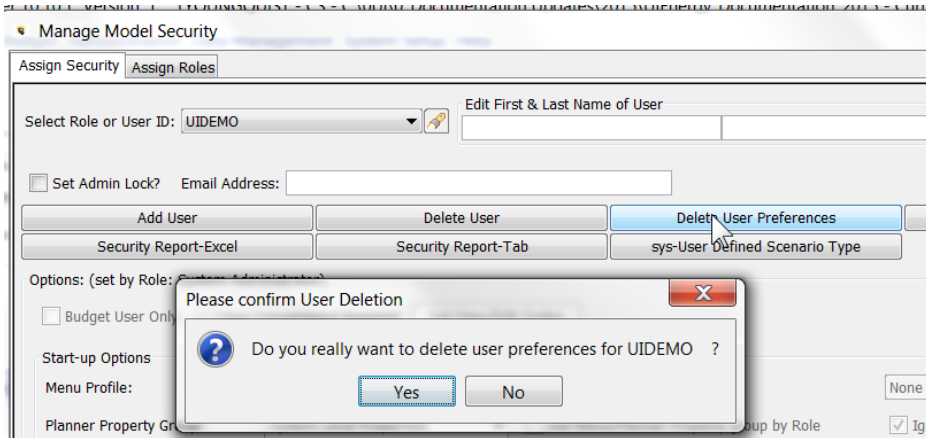 Manage Model Security
Assign Security Assign Roles
Edit First & Last Name of User
Select Role or User ID: UIDEMO
Set Admin Lock? Email Address:
Add User Delete User Delete User Preferences
Security Report-Excel Security Report-Tab sys-User Defined Scenario Type
Options: (set by Role: System Administrator)
Please confirm User Deletion
Budget User Only
Do you really want to delete user preferences for UIDEMO ?
Start-up Options
Menu Profile: Yes No None
Planner Property Group by Role Ig